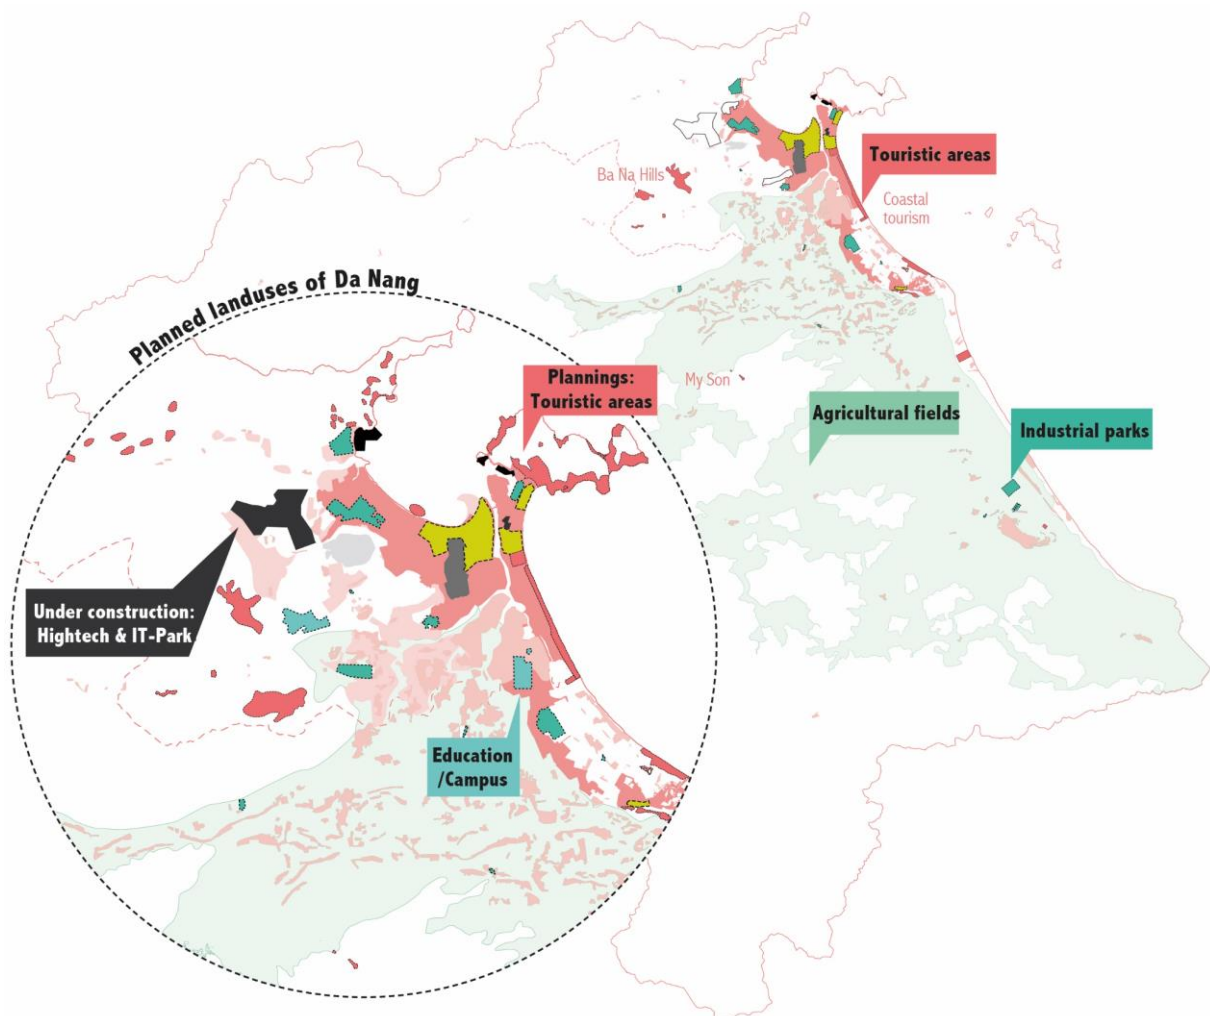 Touristic areas
Ba Na Hills
Coastal
tourism
Planned landuses of Da Nang
Plannings:
Touristic areas
My Son
Agricultural fields
Industrial parks
Under construction:
Hightech & IT-Park
Education
/Campus